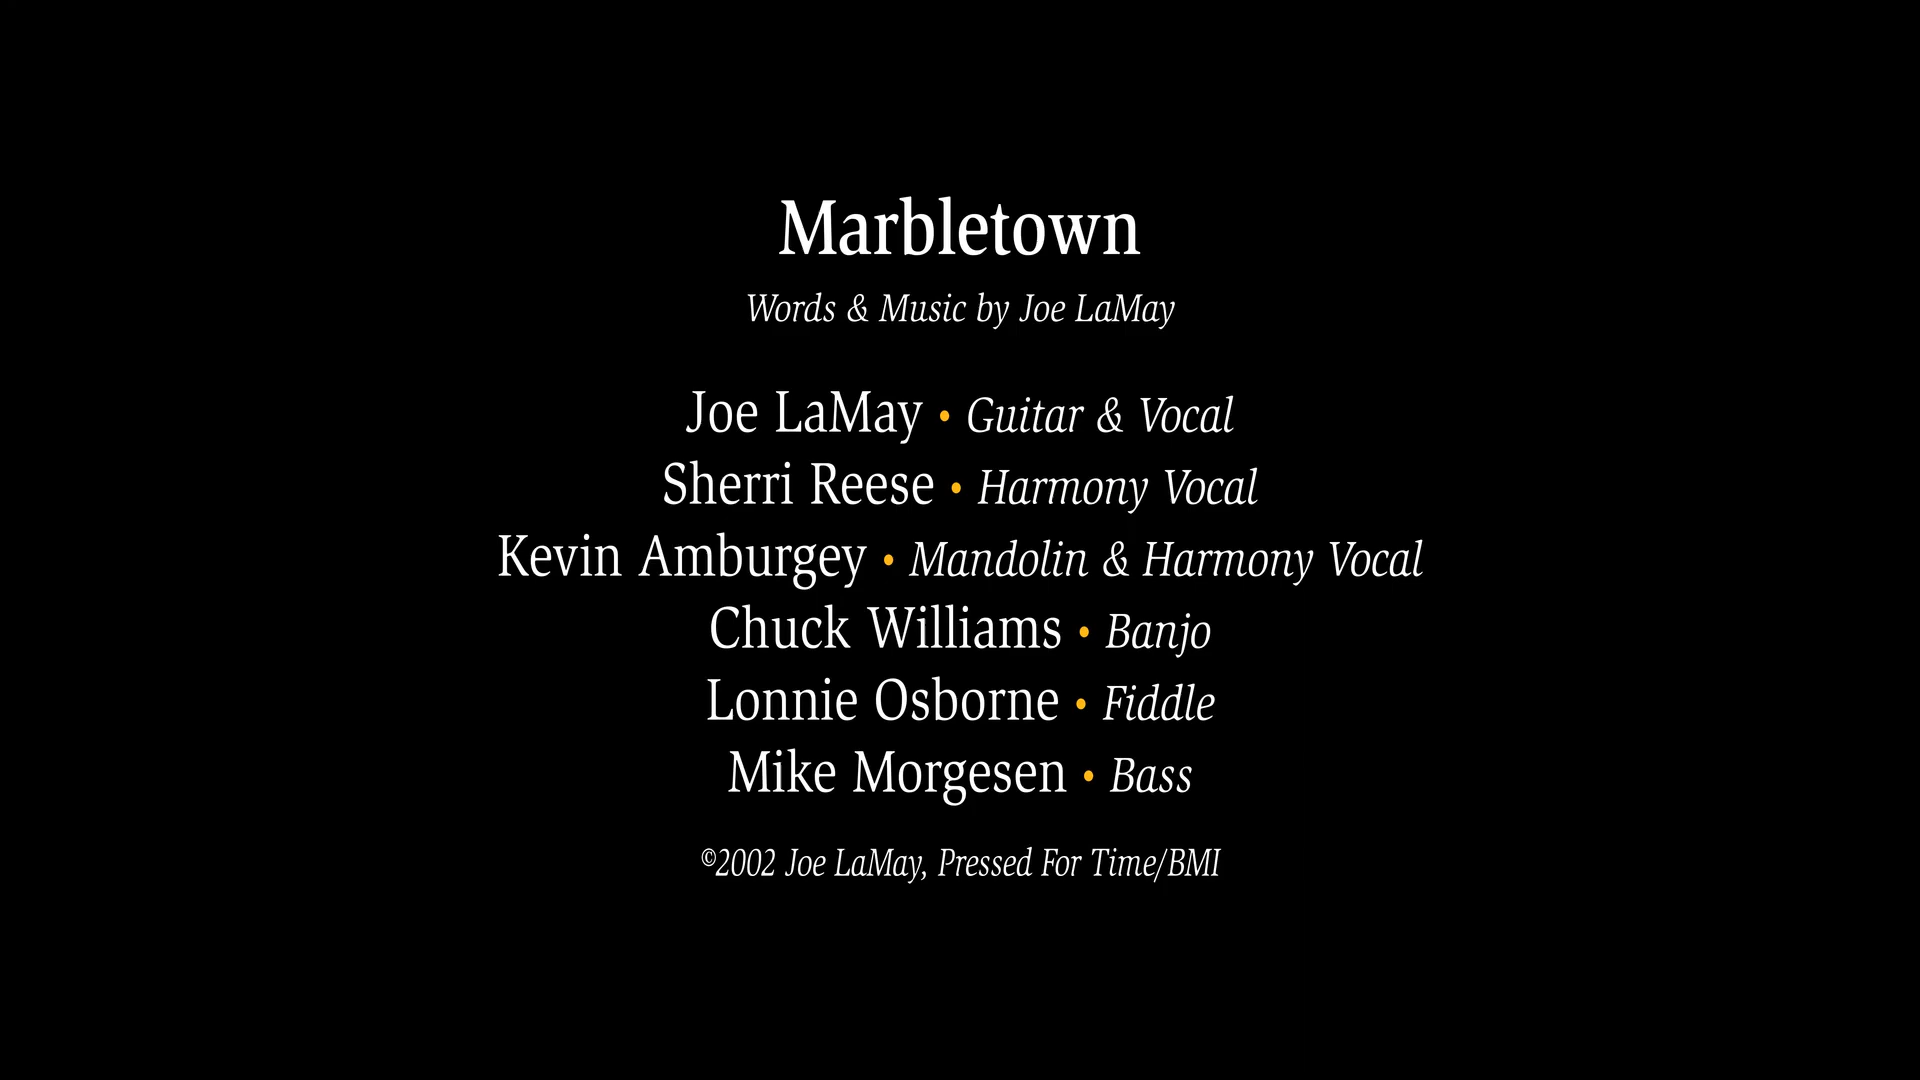 Marbletown
Words & Music by Joe LaMay
Joe LaMay • Guitar & Vocal
Sherri Reese • Harmony Vocal
Kevin Amburgey • Mandolin & Harmony Vocal
Chuck Williams • Banjo
Lonnie Osborne • Fiddle
Mike Morgesen • Bass
©2002 Joe LaMay, Pressed For Time/BMI